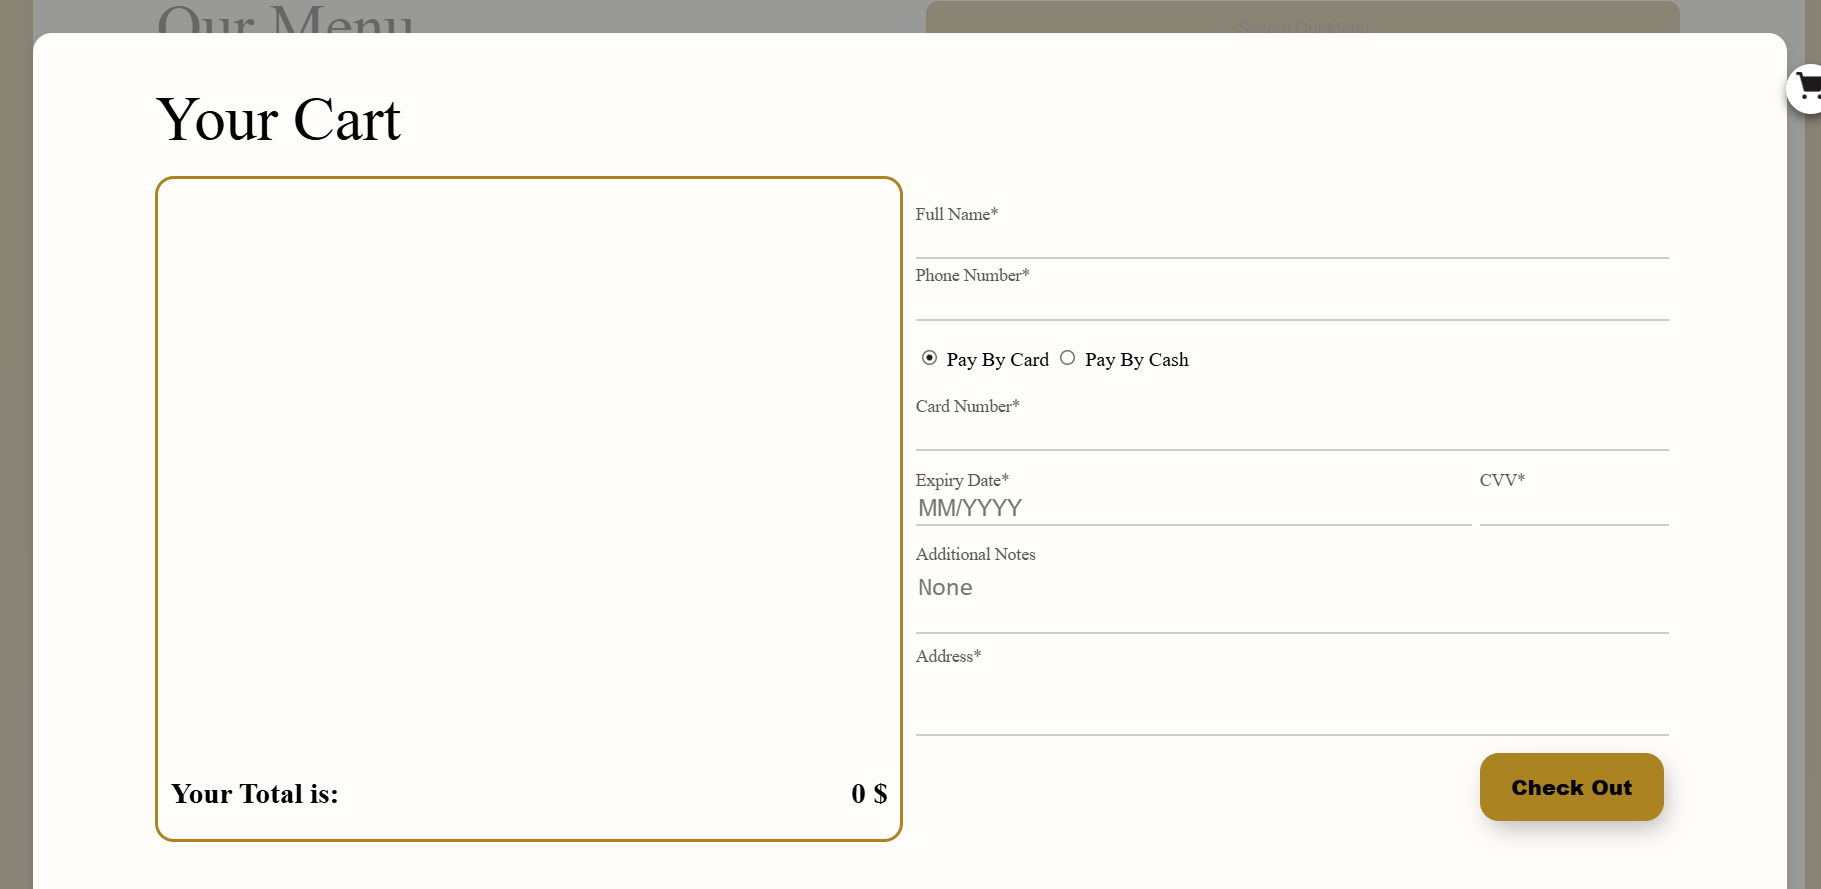 Our Menu
Search Our Menu
Your Cart
Full Name*
Phone Number*
Pay By Card
Pay By Cash
Card Number*
Expiry Date*
CVV*
MM/YYYY
Additional Notes
None
Address*
Your Total is:
0 $
Check Out